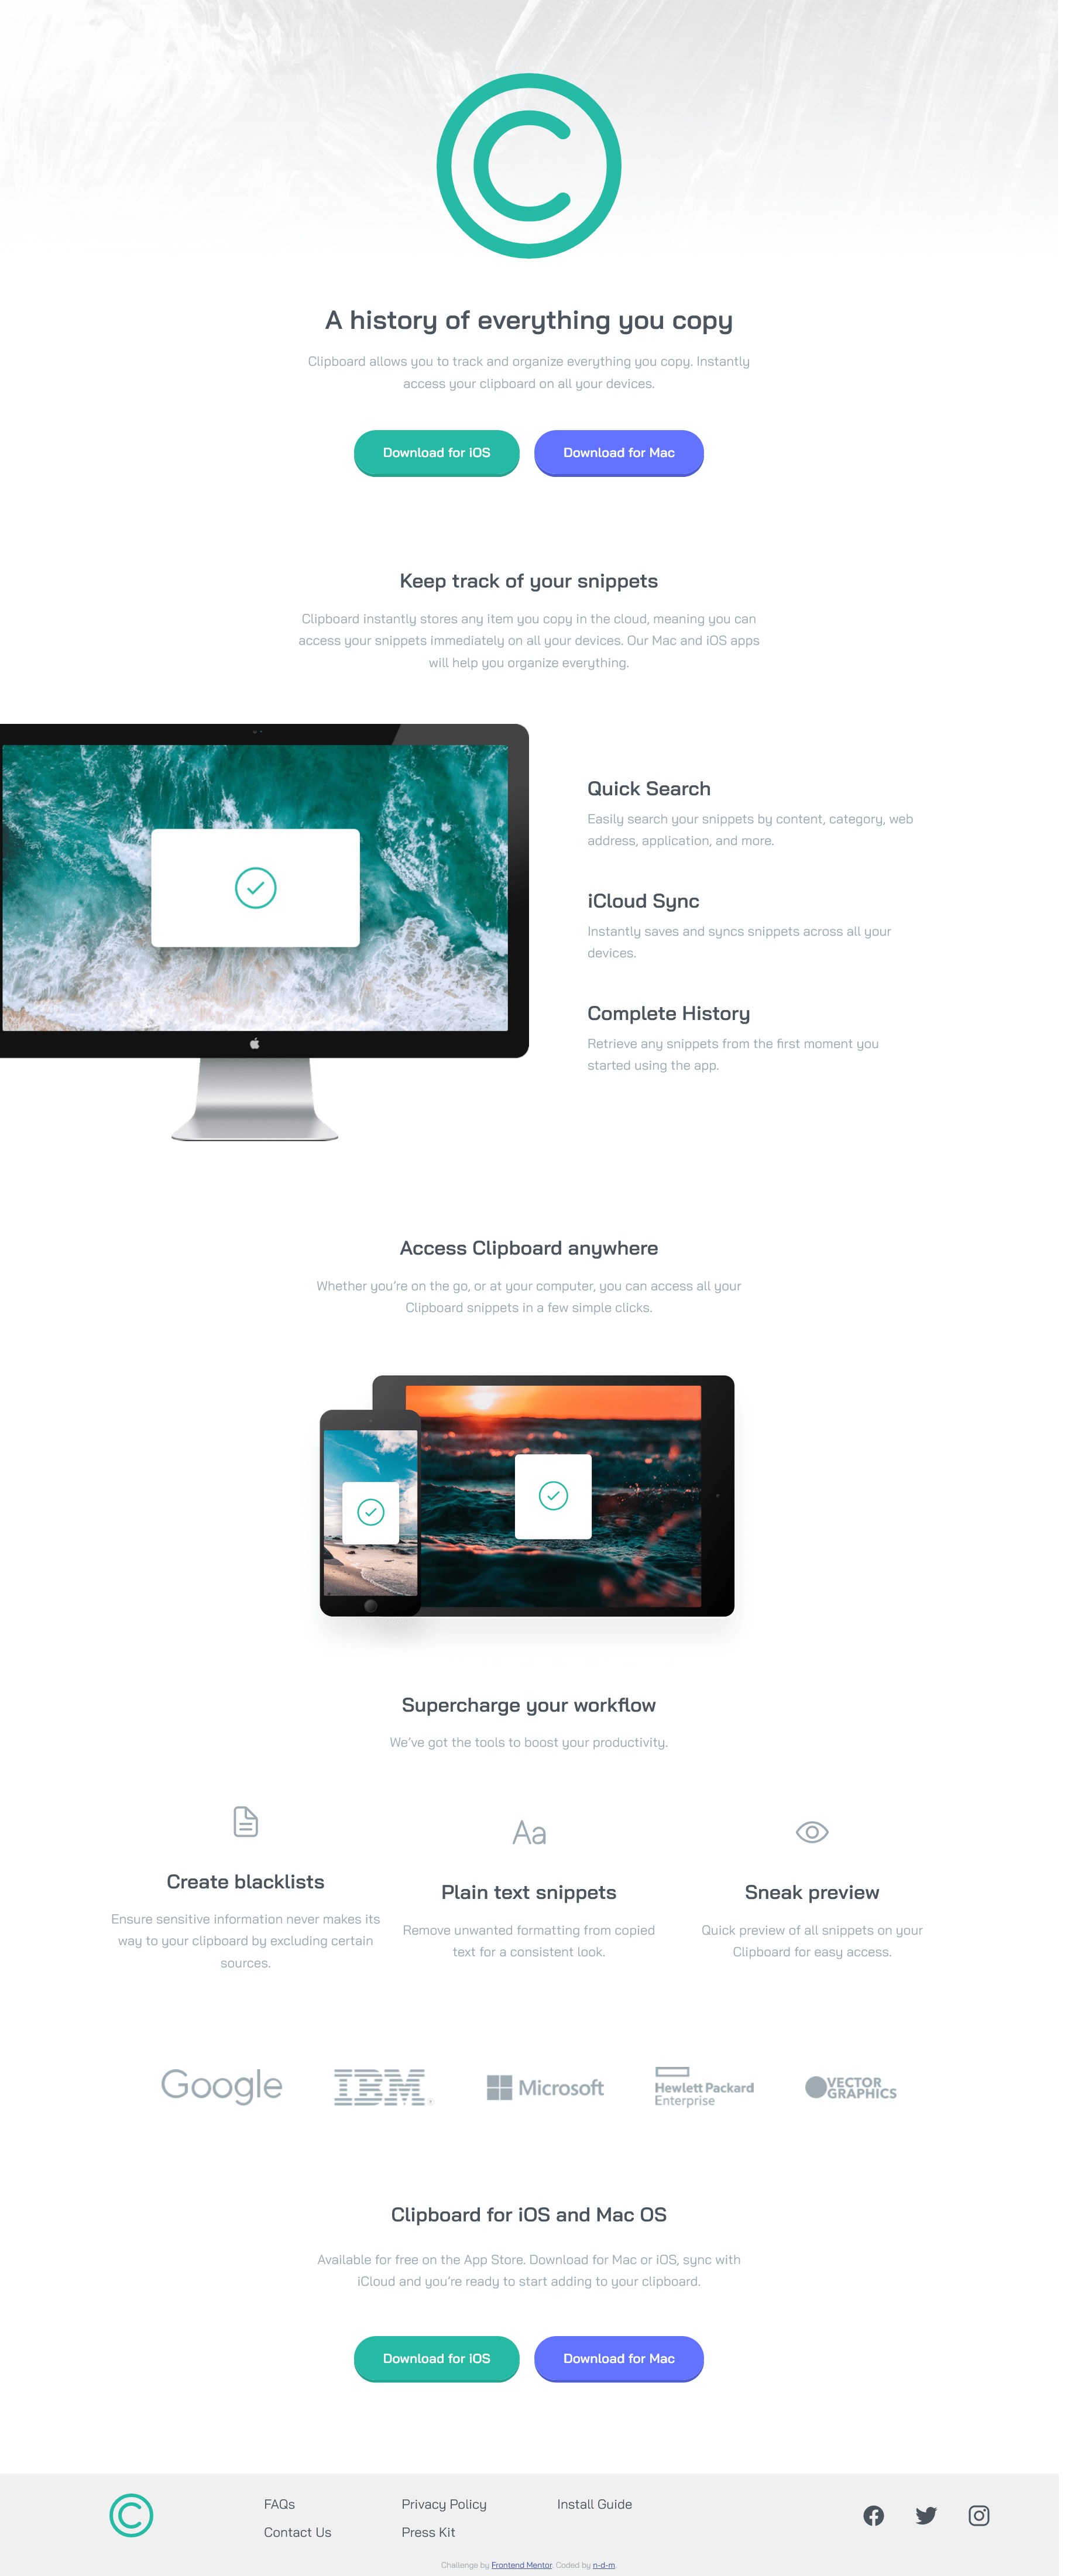 A history of everything you copy
Clipboard allows you to track and organize everything you copy. Instantly
access your clipboard on all your devices.
Download for iOS
Download for Mac
Keep track of your snippets
Clipboard instantly stores any item you copy in the cloud, meaning you can
access your snippets immediately on all your devices. Our Mac and iOS apps
will help you organize everything.
Quick Search
Easily search your snippets by content, category, web
address, application, and more.
iCloud Sync
Instantly saves and syncs snippets across all your
devices.
Complete History
Retrieve any snippets from the first moment you
started using the app.
Access Clipboard anywhere
Whether you’re on the go, or at your computer, you can access all your
Clipboard snippets in a few simple clicks.
Supercharge your workflow
We’ve got the tools to boost your productivity.
Create blacklists
Ensure sensitive information never makes its
way to your clipboard by excluding certain
sources.
Aa
Plain text snippets
Remove unwanted formatting from copied
text for a consistent look.
Sneak preview
Quick preview of all snippets on your
Clipboard for easy access.
Google
IBM
Microsoft
Hewlett Packard
Enterprise
VECTOR
GRAPHICS
Clipboard for iOS and Mac OS
Available for free on the App Store. Download for Mac or iOS, sync with
iCloud and you’re ready to start adding to your clipboard.
Download for iOS
Download for Mac
FAQs
Contact Us
Privacy Policy
Press Kit
Install Guide
Challenge by Frontend Mentor. Coded by n-d-m.